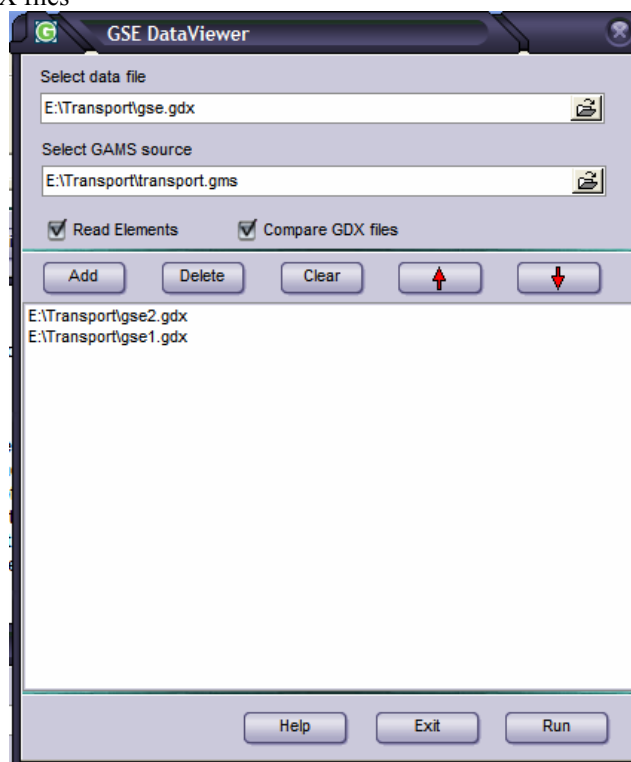 X files
GSE DataViewer
Select data file
E:\Transport\gse.gdx
Select GAMS source
E:\Transport\transport.gms
Read Elements Compare GDX files
Add Delete Clear
E:\Transport\gse2.gdx
E:\Transport\gse1.gdx
Help Exit Run